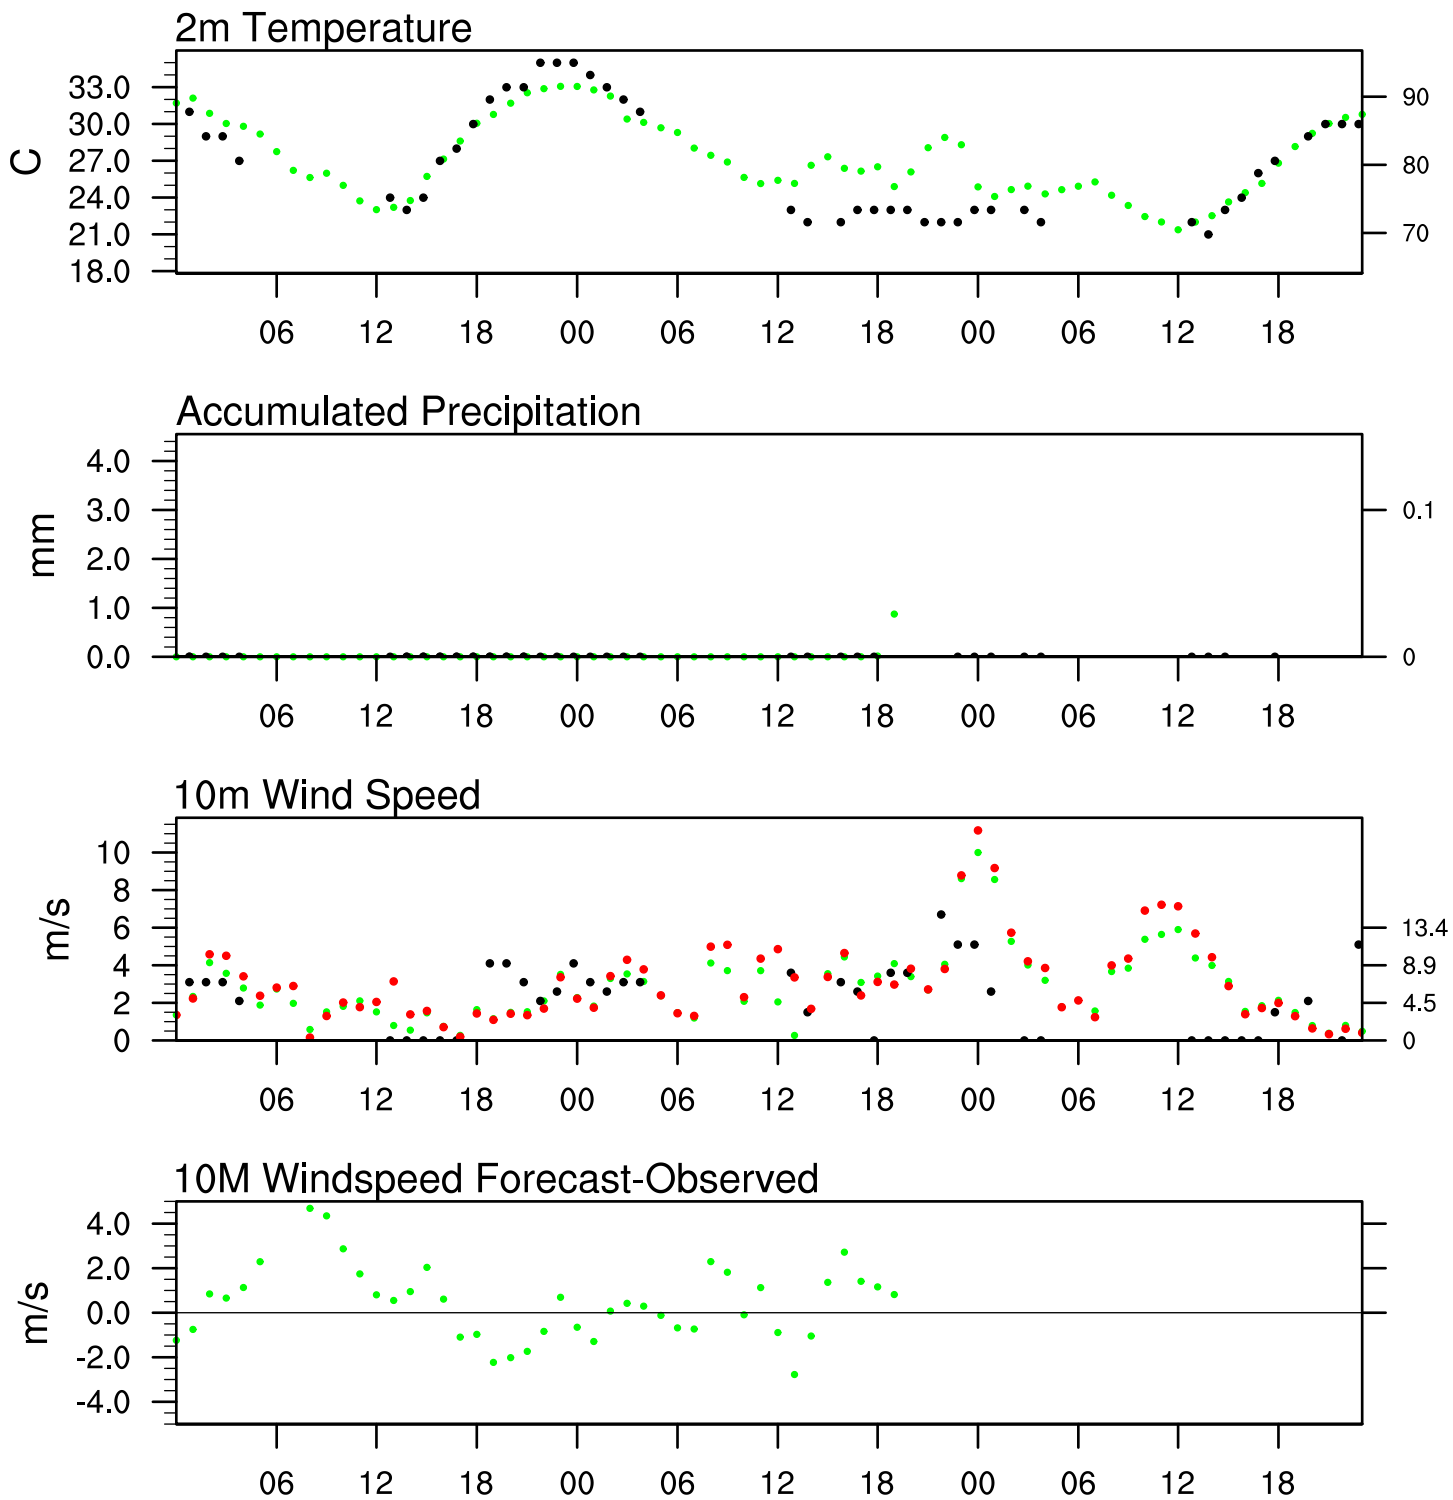 2m Temperature
C
33.0
30.0
27.0
24.0
21.0
18.0
90
80
70
06 12 18 00 06 12 18 00 06 12 18
Accumulated Precipitation
mm
4.0
3.0
2.0
1.0
0.0
0.1
0
06 12 18 00 06 12 18 00 06 12 18
10m Wind Speed
m/s
10
8
6
4
2
0
13.4
8.9
4.5
0
06 12 18 00 06 12 18 00 06 12 18
10M Windspeed Forecast-Observed
m/s
4.0
2.0
0.0
-2.0
-4.0
06 12 18 00 06 12 18 00 06 12 18